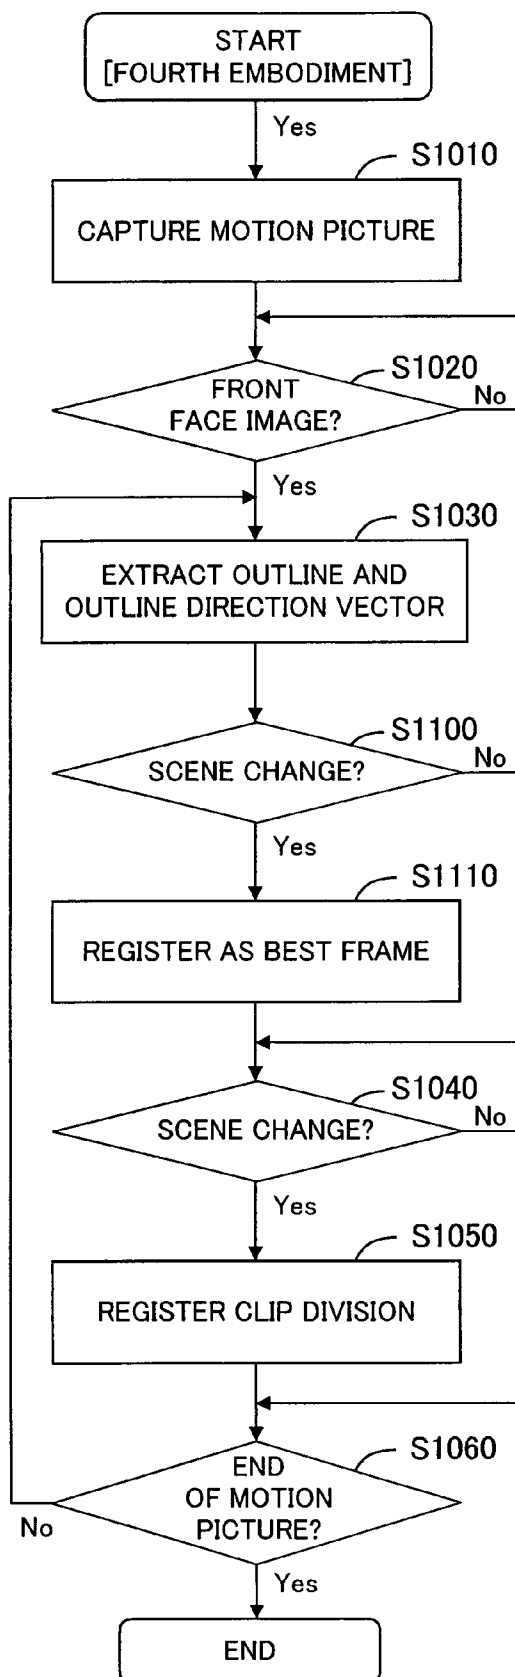 START
[FOURTH EMBODIMENT]
Yes
S1010
CAPTURE MOTION PICTURE
S1020
FRONT
FACE IMAGE?
No
Yes
S1030
EXTRACT OUTLINE AND
OUTLINE DIRECTION VECTOR
S1100
SCENE CHANGE?
No
Yes
S1110
REGISTER AS BEST FRAME
S1040
SCENE CHANGE?
No
Yes
S1050
REGISTER CLIP DIVISION
S1060
END
OF MOTION
PICTURE?
No
Yes
END